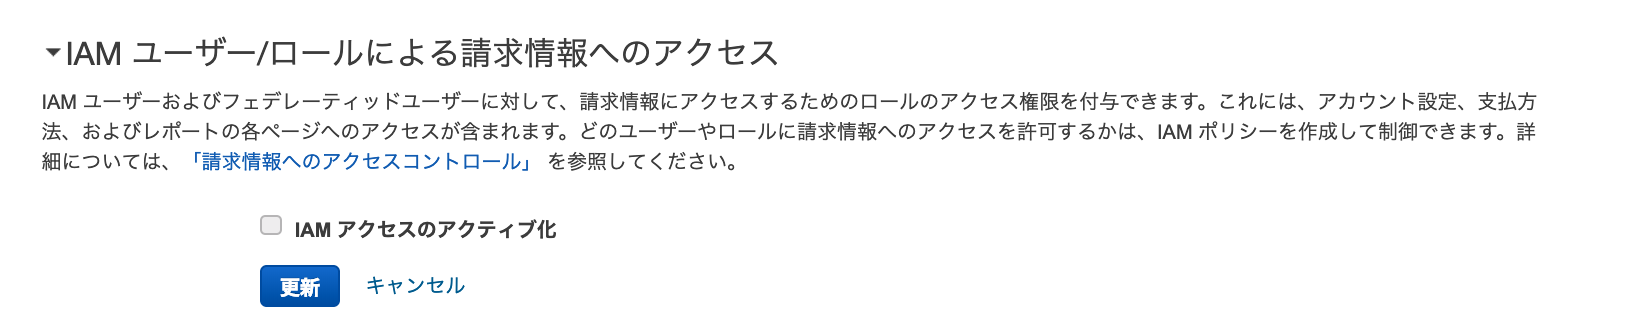 IAM ユーザー/ロールによる請求情報へのアクセス
IAM ユーザーおよびフェデレーティッドユーザーに対して、請求情報にアクセスするためのロールのアクセス権限を付与できます。これには、アカウント設定、支払方
法、およびレポートの各ページへのアクセスが含まれます。どのユーザーやロールに請求情報へのアクセスを許可するかは、IAM ポリシーを作成して制御できます。詳
細については、「請求情報へのアクセスコントロール」 を参照してください。
IAM アクセスのアクティブ化
更新 キャンセル